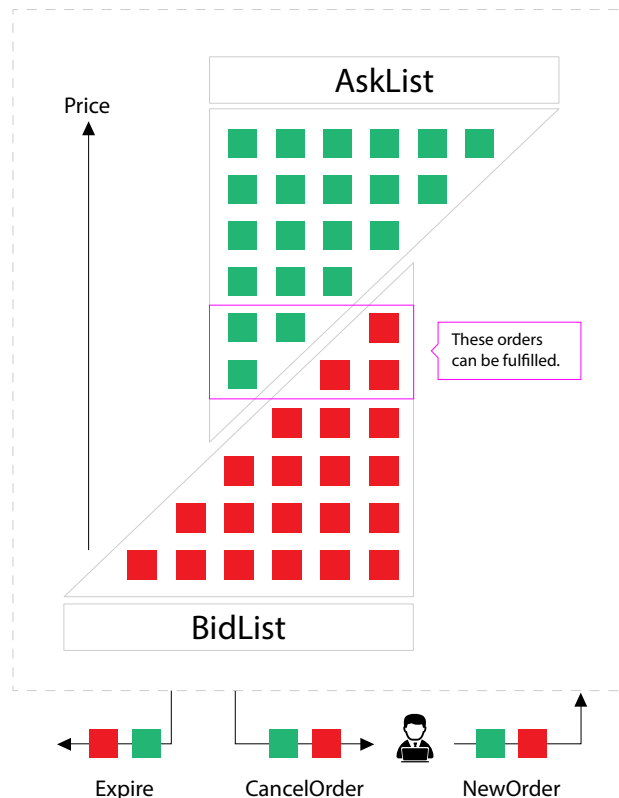 AskList
Price
These orders
can be fulfilled.
BidList
Expire
CancelOrder
NewOrder